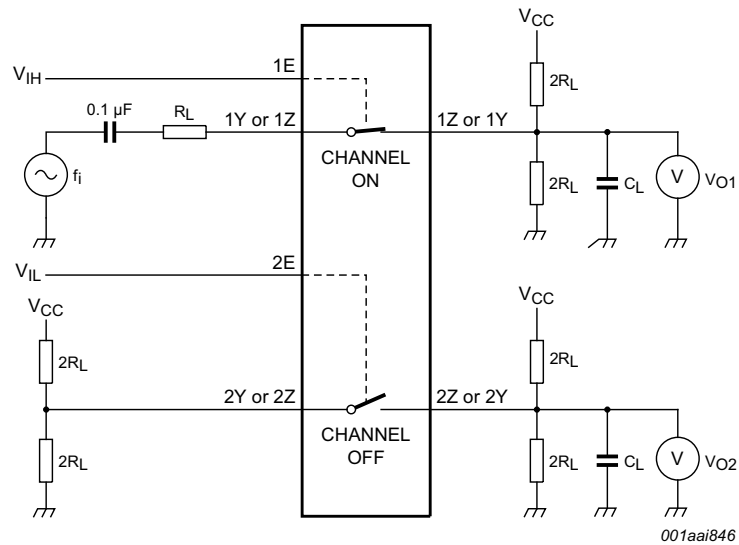 VCC
VIH
1E
2RL
0.1 µF
RL
1Y or 1Z
1Z or 1Y
fi
CHANNEL
ON
2RL
CL
V
VO1
VIL
2E
VCC
VCC
2RL
2RL
2Y or 2Z
2Z or 2Y
CHANNEL
OFF
2RL
2RL
CL
V
VO2
001aai846